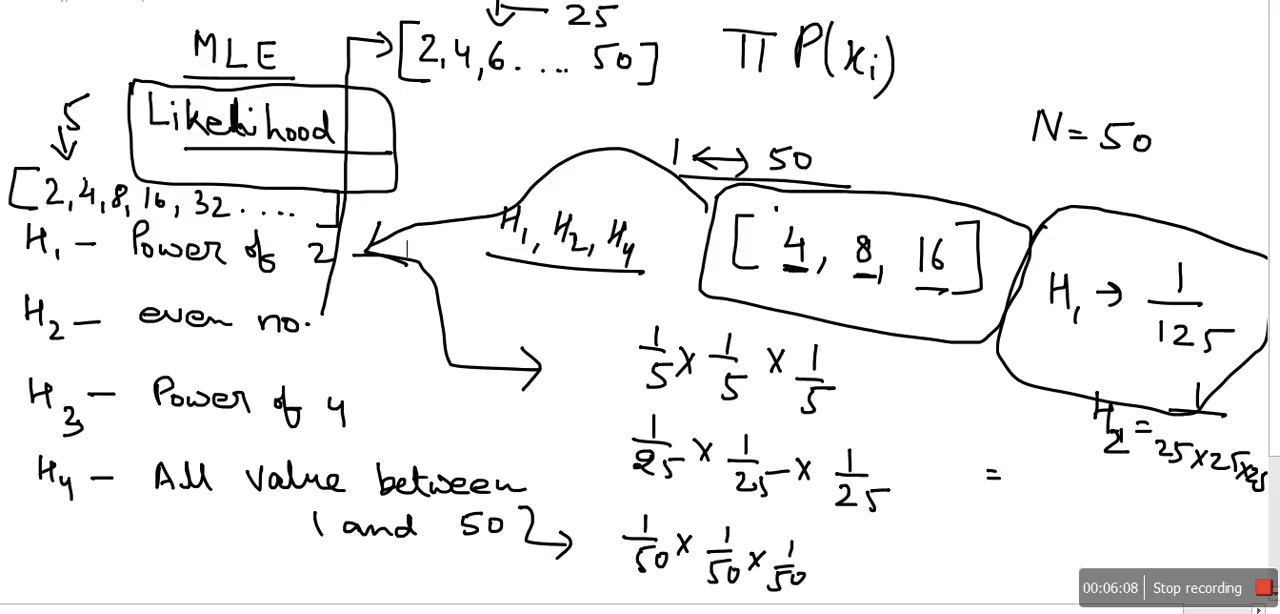 25
MLE
[2, 4, 6.... 50]
Π P(xi)
Likelihood
5
N = 50
1 ↔ 50
[2, 4, 8, 16, 32....]
H1, H2, H4
[4, 8, 16]
H1 - Power of 2
H1 → 1/125
H2 - even no.
1/5 x 1/5 x 1/5
H3 - Power of 4
H2 = 1/25x25x25
1/25 x 1/25 x 1/25 =
H4 - All value between
1 and 50
1/50 x 1/50 x 1/50
00:06:08 Stop recording